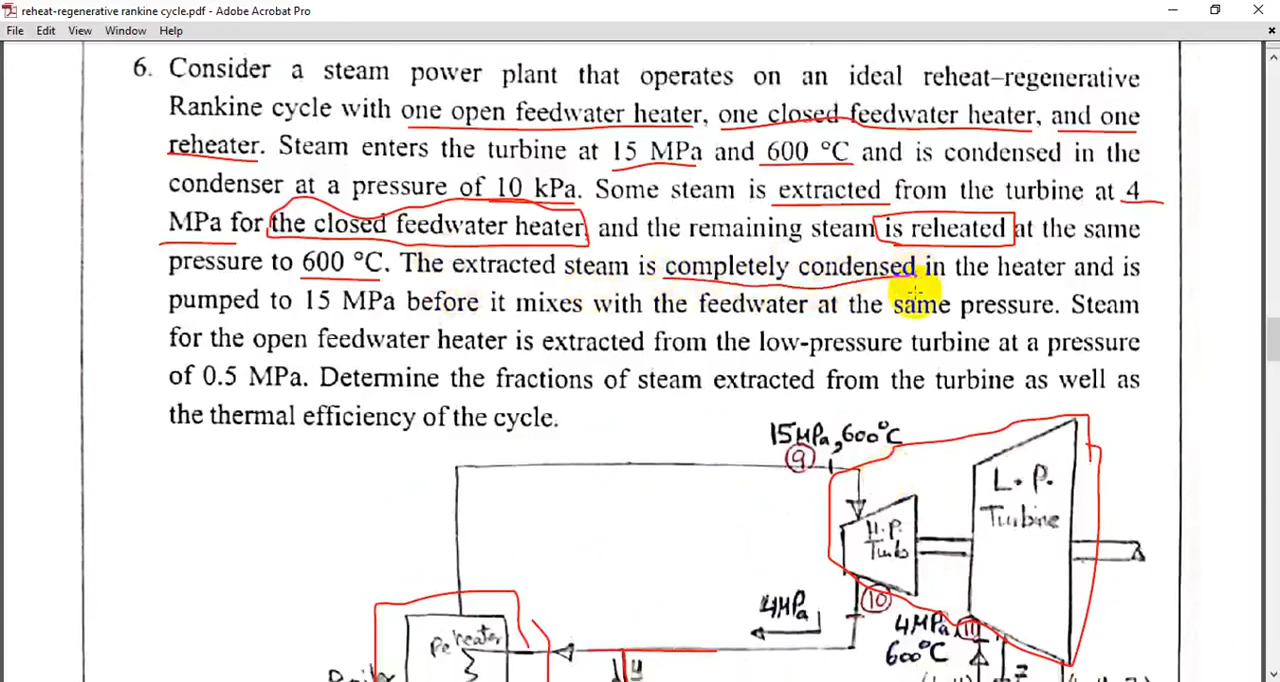 reheat-regenerative rankine cycle.pdf - Adobe Acrobat Pro
File Edit View Window Help
6. Consider a steam power plant that operates on an ideal reheat–regenerative
Rankine cycle with one open feedwater heater, one closed feedwater heater, and one
reheater. Steam enters the turbine at 15 MPa and 600 °C and is condensed in the
condenser at a pressure of 10 kPa. Some steam is extracted from the turbine at 4
MPa for the closed feedwater heater and the remaining steam is reheated at the same
pressure to 600 °C. The extracted steam is completely condensed in the heater and is
pumped to 15 MPa before it mixes with the feedwater at the same pressure. Steam
for the open feedwater heater is extracted from the low-pressure turbine at a pressure
of 0.5 MPa. Determine the fractions of steam extracted from the turbine as well as
the thermal efficiency of the cycle.
15MPa,600°C
9
L.P.
Turbine
H.P.
Turb
10
4MPa
4MPa, 11
600°C
Reheater
y